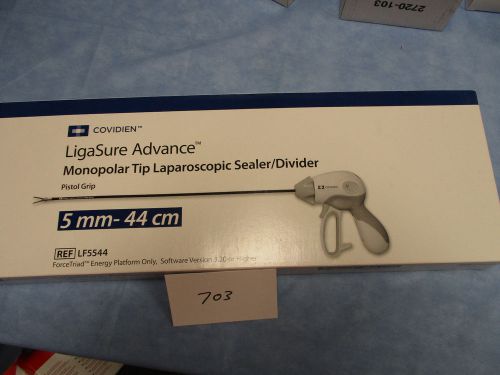 2720-103
COVIDIEN™
LigaSure Advance™
Monopolar Tip Laparoscopic Sealer/Divider
Pistol Grip
COVIDIEN
5 mm- 44 cm
REF LF5544
ForceTriad™ Energy Platform Only, Software Version 3.20 or Higher
703